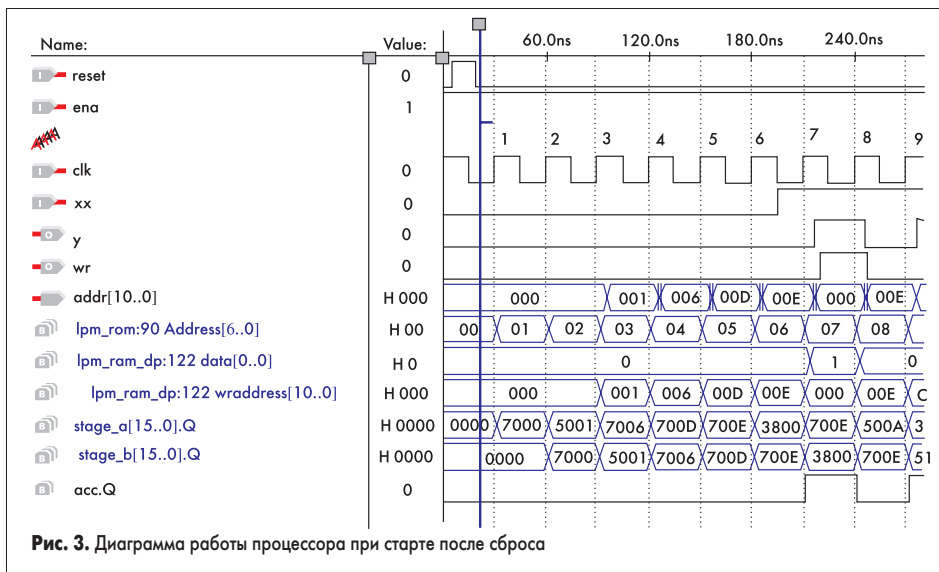 Name: Value: 60.0ns 120.0ns 180.0ns 240.0ns
I reset 0
I ena 1
1 2 3 4 5 6 7 8 9
I clk 0
I xx 0
O y 0
O wr 0
addr[10..0] H 000 000 001 006 00D 00E 000 00E
B lpm_rom:90 Address[6..0] H 00 00 01 02 03 04 05 06 07 08
B lpm_ram_dp:122 data[0..0] H 0 0 1 0
B lpm_ram_dp:122 wraddress[10..0] H 000 000 001 006 00D 00E 000 00E
B stage_a[15..0].Q H 0000 0000 7000 5001 7006 700D 700E 3800 700E 500A 3
B stage_b[15..0].Q H 0000 0000 7000 5001 7006 700D 700E 3800 700E 51
B acc.Q 0
Рис. 3. Диаграмма работы процессора при старте после сброса